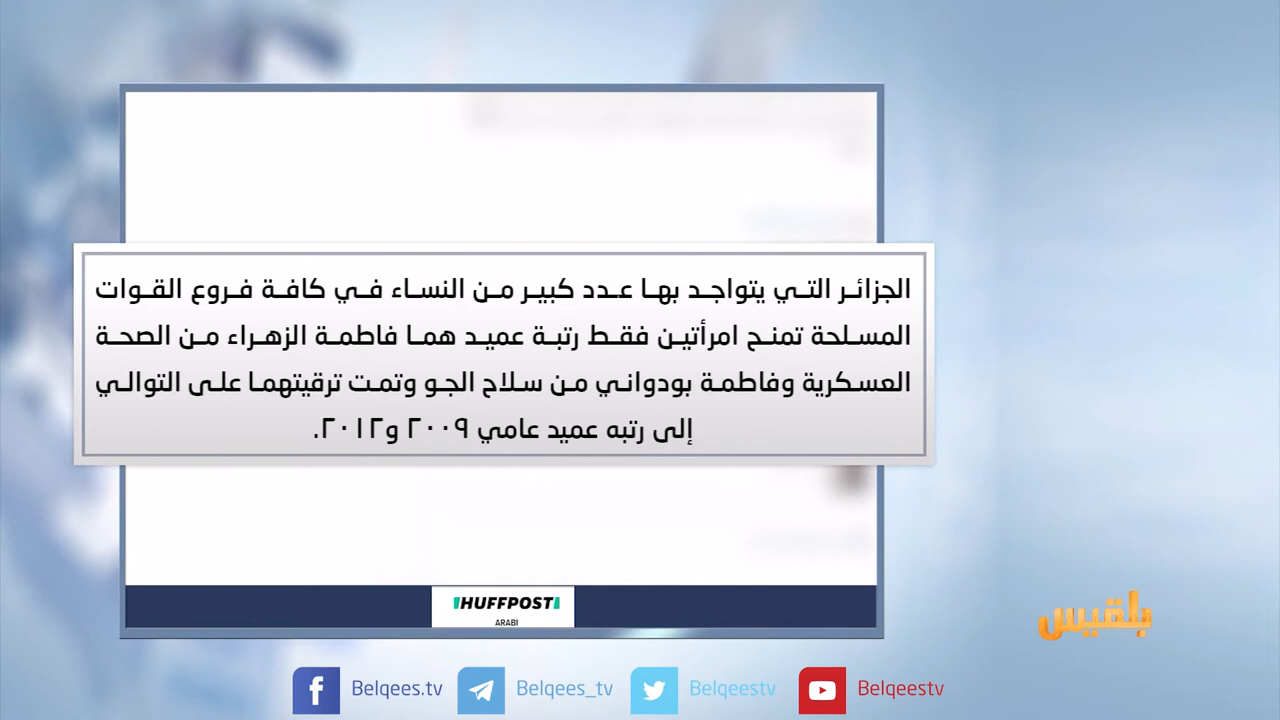 الجزائر التي يتواجد بها عدد كبير من النساء في كافة فروع القوات
المسلحة تمنح امرأتين فقط رتبة عميد هما فاطمة الزهراء من الصحة
العسكرية وفاطمة بودواني من سلاح الجو وتمت ترقيتهما على التوالي
إلى رتبه عميد عامي ٢٠٠٩ و٢٠١٢.
HUFFPOST
ARABI
بلقيس
Belqees.tv
Belqees_tv
Belqeestv
Belqeestv